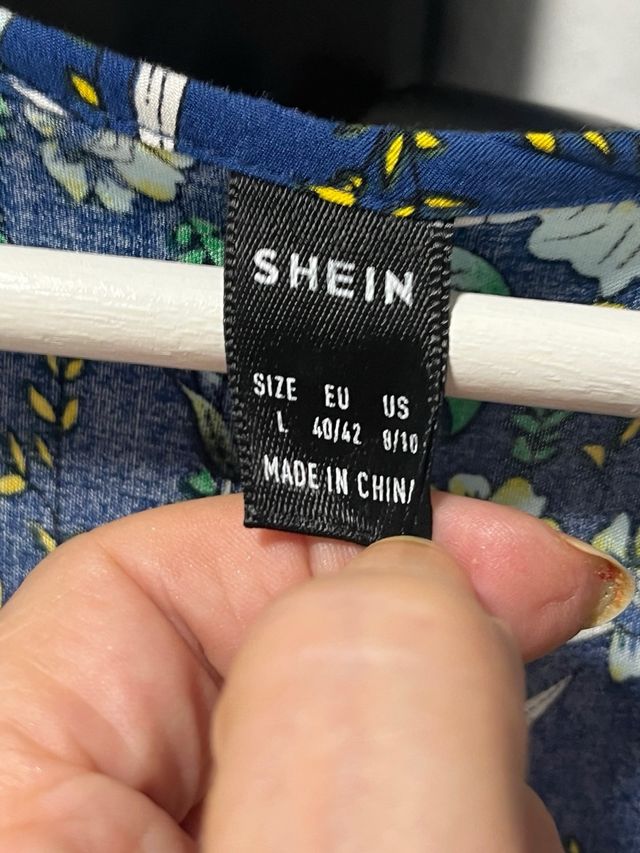 SHEIN
SIZE EU US
L 40/42 8/10
MADE IN CHINA